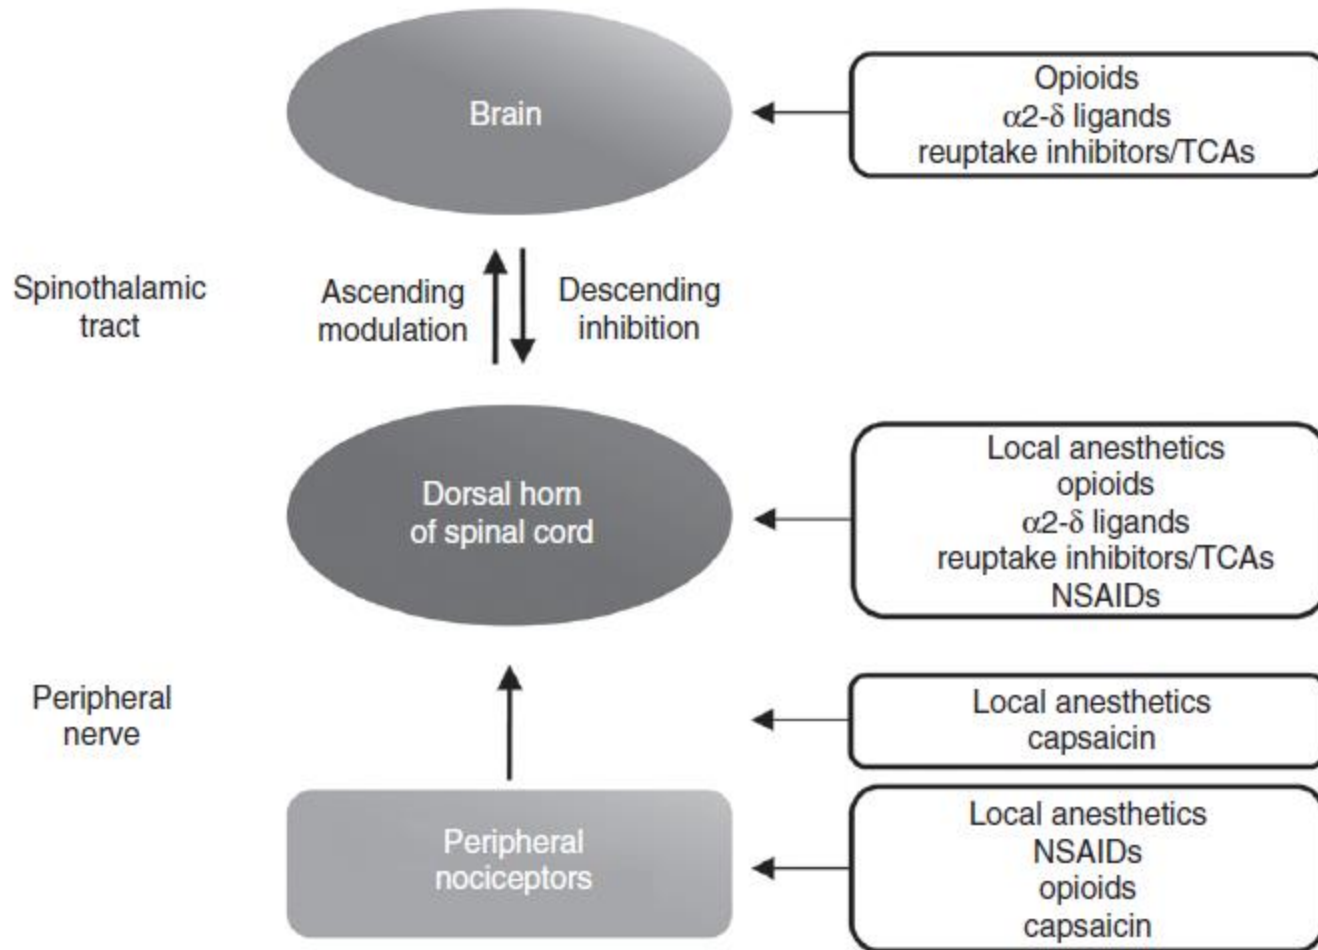 Brain
Opioids
α2-δ ligands
reuptake inhibitors/TCAs
Spinothalamic
tract
Ascending
modulation
Descending
inhibition
Dorsal horn
of spinal cord
Local anesthetics
opioids
α2-δ ligands
reuptake inhibitors/TCAs
NSAIDs
Peripheral
nerve
Local anesthetics
capsaicin
Peripheral
nociceptors
Local anesthetics
NSAIDs
opioids
capsaicin